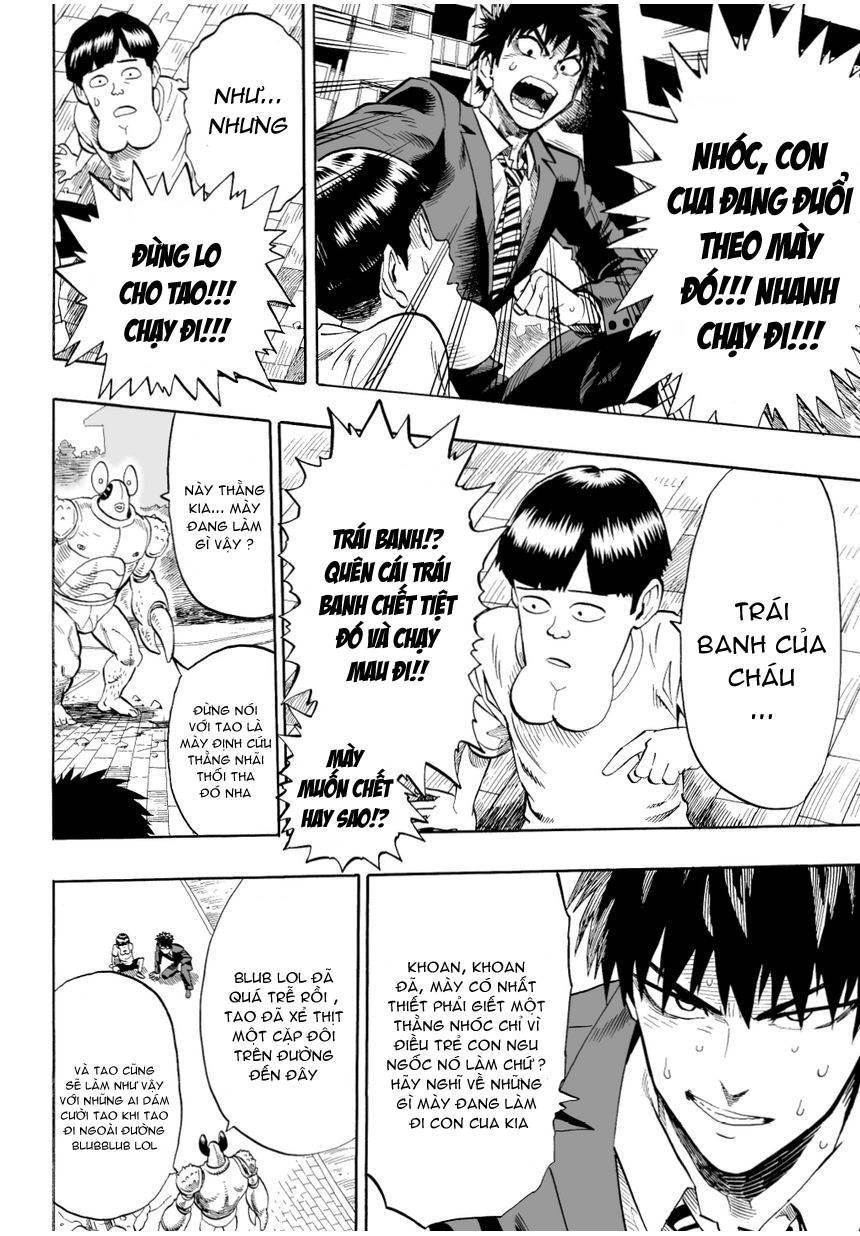 NHÓC, CON
CUA ĐANG ĐUỔI
THEO MÀY
ĐÓ!!! NHANH
CHẠY ĐI!!!
NHƯ...
NHƯNG
ĐỪNG LO
CHO TAO!!!
CHẠY ĐI!!!
TRÁI
BANH CỦA
CHÁU
...
TRÁI BANH!?
QUÊN CÁI TRÁI
BANH CHẾT TIỆT
ĐÓ VÀ CHẠY
MAU ĐI!!
MÀY
MUỐN CHẾT
HAY SAO!?
NÀY THẰNG
KIA... MÀY
ĐANG LÀM
GÌ VẬY ?
ĐỪNG NÓI
VỚI TAO LÀ
MÀY ĐỊNH CỨU
THẰNG NHÃI
THỐI THA
ĐÓ NHA
KHOAN, KHOAN
ĐÃ, MÀY CÓ NHẤT
THIẾT PHẢI GIẾT MỘT
THẰNG NHÓC CHỈ VÌ
ĐIỀU TRẺ CON NGU
NGỐC NÓ LÀM CHỨ ?
HÃY NGHĨ VỀ NHỮNG
GÌ MÀY ĐANG LÀM
ĐI CON CUA KIA
BLUB LOL ĐÃ
QUÁ TRỄ RỒI ,
TAO ĐÃ XẺ THỊT
MỘT CẶP ĐÔI
TRÊN ĐƯỜNG
ĐẾN ĐÂY
VÀ TAO CŨNG
SẼ LÀM NHƯ VẬY
VỚI NHỮNG AI DÁM
CƯỜI TAO KHI TAO
ĐI NGOÀI ĐƯỜNG
BLUBBLUB LOL